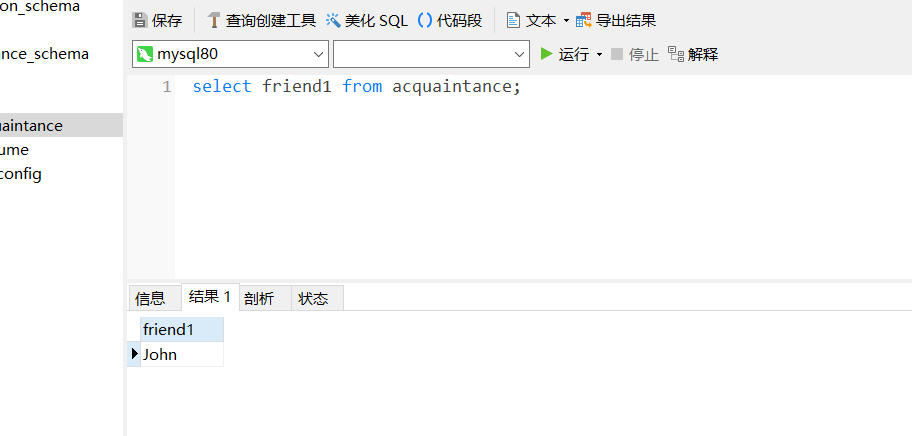 on_schema
保存 查询创建工具 美化 SQL 代码段 文本 导出结果
ance_schema
mysql80 运行 停止 解释
1 select friend1 from acquaintance;
uaintance
ume
config
信息 结果 1 剖析 状态
friend1
John